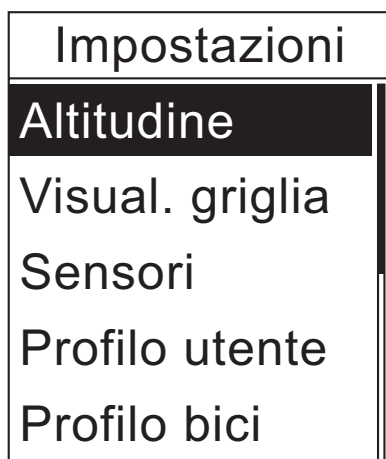 Impostazioni
Altitudine
Visual. griglia
Sensori
Profilo utente
Profilo bici